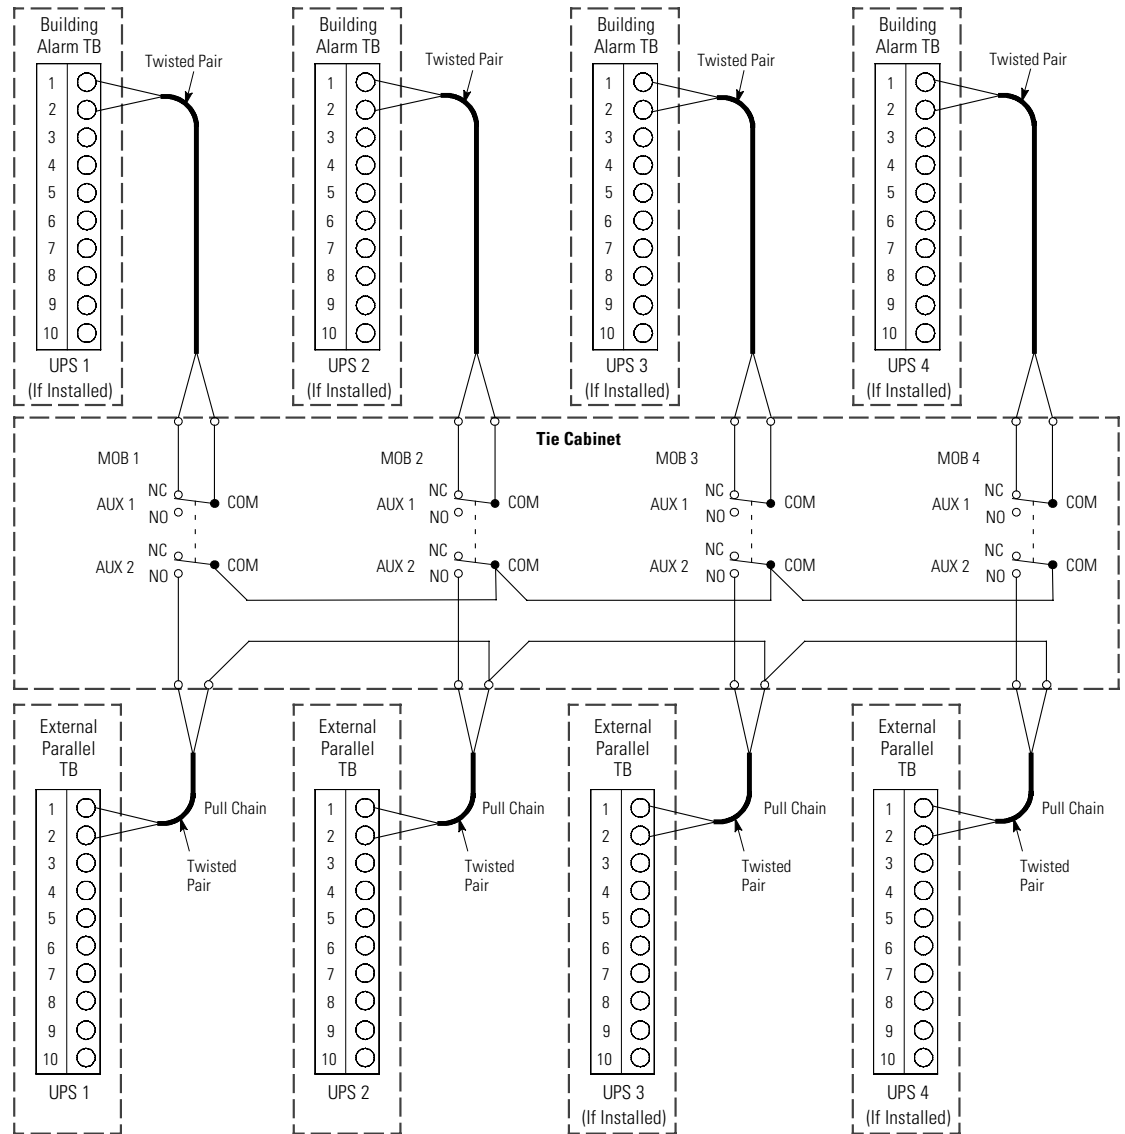 Building
Alarm TB
Twisted Pair
1
2
3
4
5
6
7
8
9
10
UPS 1
(If Installed)
Building
Alarm TB
Twisted Pair
1
2
3
4
5
6
7
8
9
10
UPS 2
(If Installed)
Building
Alarm TB
Twisted Pair
1
2
3
4
5
6
7
8
9
10
UPS 3
(If Installed)
Building
Alarm TB
Twisted Pair
1
2
3
4
5
6
7
8
9
10
UPS 4
(If Installed)
Tie Cabinet
MOB 1
NC
AUX 1
COM
NO
NC
AUX 2
COM
NO
MOB 2
NC
AUX 1
COM
NO
NC
AUX 2
COM
NO
MOB 3
NC
AUX 1
COM
NO
NC
AUX 2
COM
NO
MOB 4
NC
AUX 1
COM
NO
NC
AUX 2
COM
NO
External
Parallel
TB
1
2
3
4
5
6
7
8
9
10
Pull Chain
Twisted
Pair
UPS 1
External
Parallel
TB
1
2
3
4
5
6
7
8
9
10
Pull Chain
Twisted
Pair
UPS 2
External
Parallel
TB
1
2
3
4
5
6
7
8
9
10
Pull Chain
Twisted
Pair
UPS 3
(If Installed)
External
Parallel
TB
1
2
3
4
5
6
7
8
9
10
Pull Chain
Twisted
Pair
UPS 4
(If Installed)